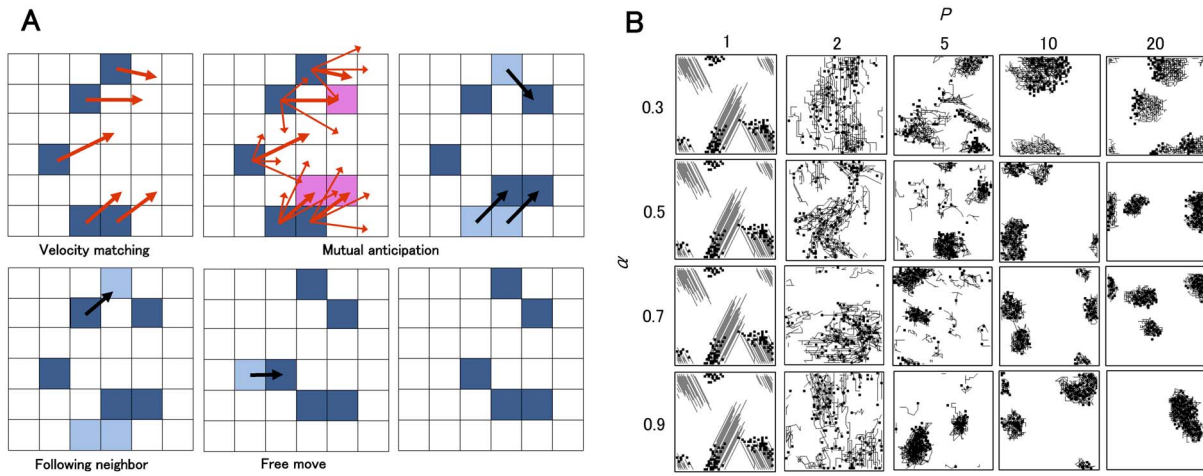 A
Velocity matching
Mutual anticipation
Following neighbor
Free move
B
P
1 2 5 10 20
α
0.3
0.5
0.7
0.9